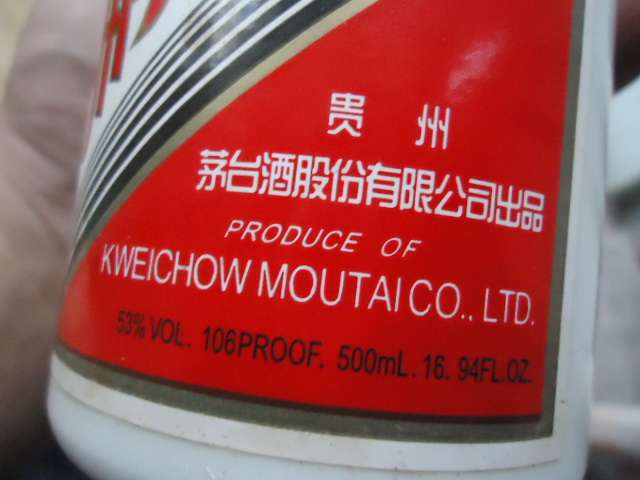 贵州
茅台酒股份有限公司出品
PRODUCE OF
KWEICHOW MOUTAI CO., LTD.
53% VOL. 106PROOF. 500mL. 16. 94FL.OZ.